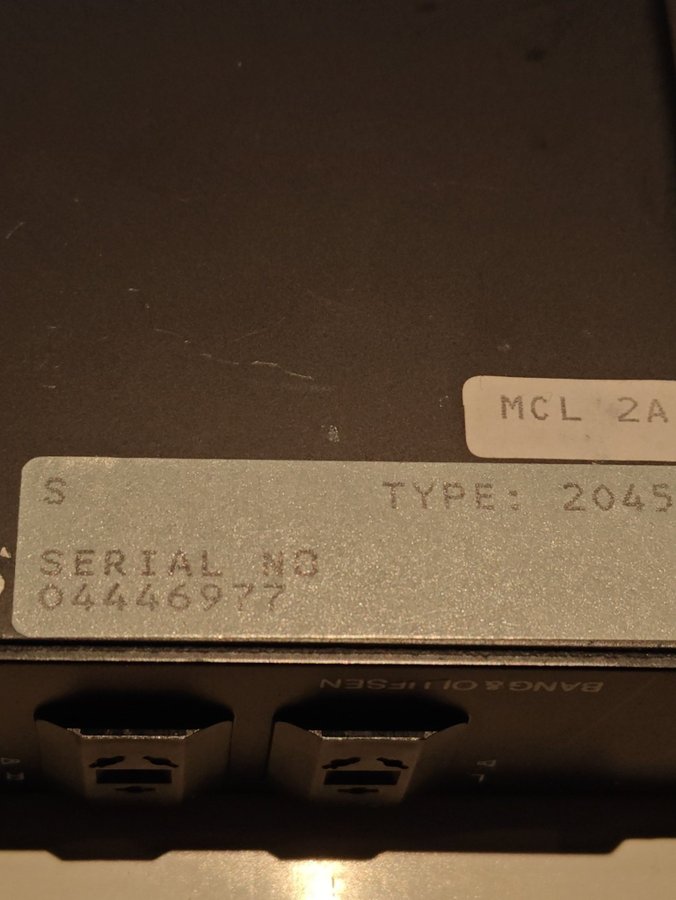 MCL 2A
S TYPE: 2045
SERIAL NO
04446977
BANG & OLUFSEN